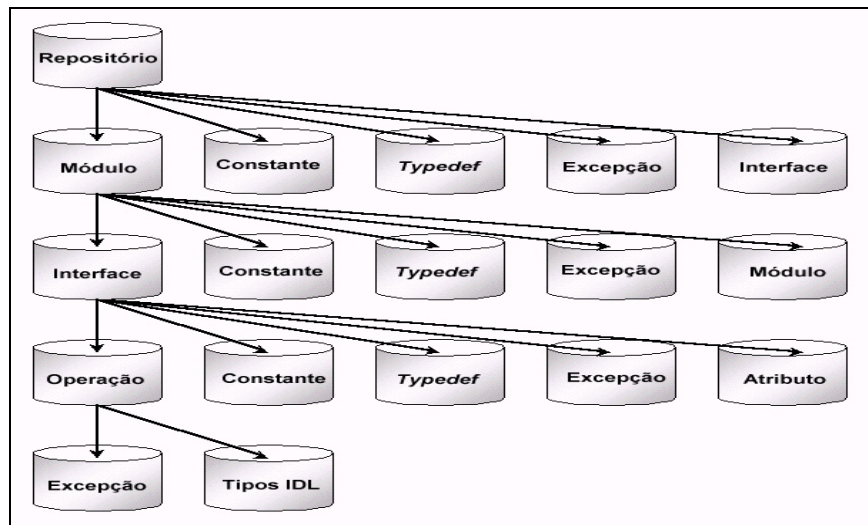 Repositório
Módulo
Constante
Typedef
Excepção
Interface
Interface
Constante
Typedef
Excepção
Módulo
Operação
Constante
Typedef
Excepção
Atributo
Excepção
Tipos IDL